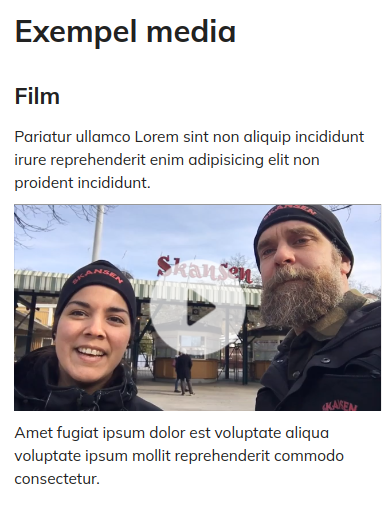 Exempel media
Film
Pariatur ullamco Lorem sint non aliquip incididunt
irure reprehenderit enim adipisicing elit non
proident incididunt.
SKANSEN
Skansen
SKANSEN
SKANSEN
Amet fugiat ipsum dolor est voluptate aliqua
voluptate ipsum mollit reprehenderit commodo
consectetur.